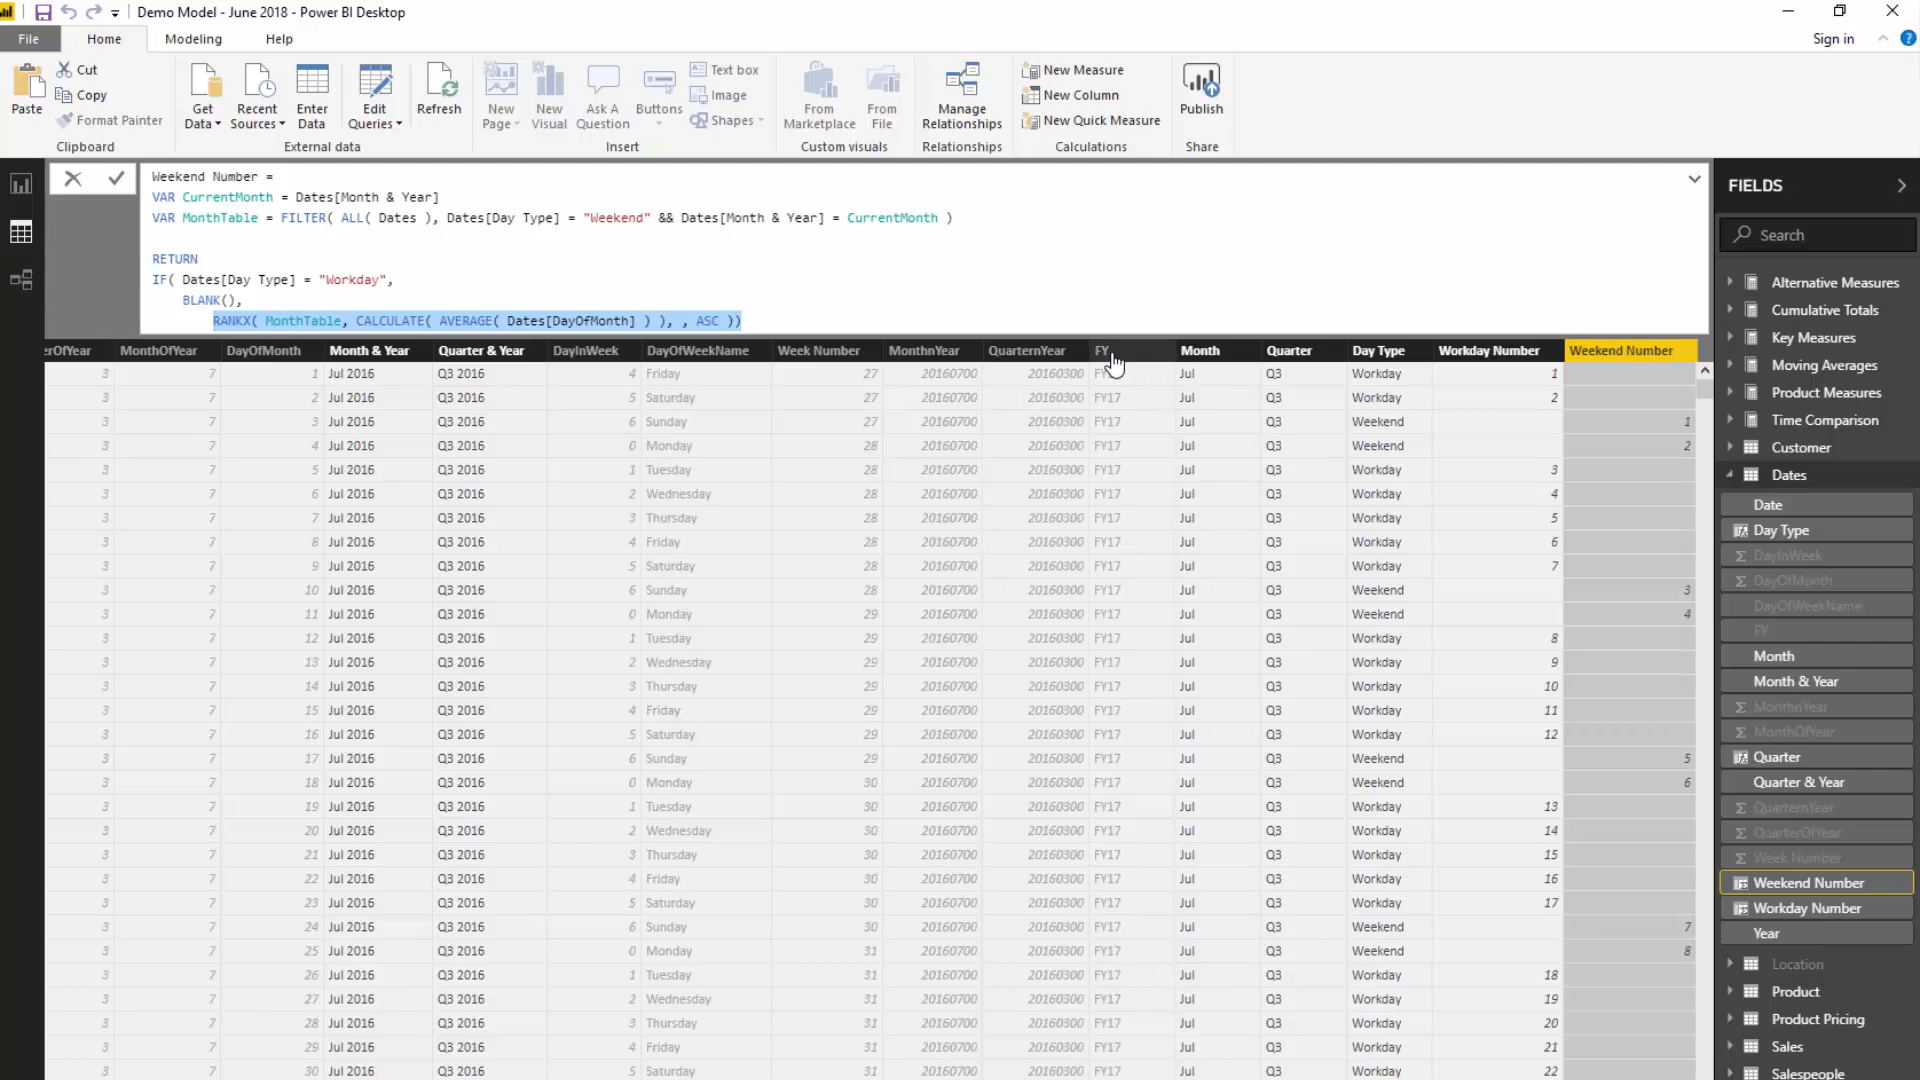 Demo Model - June 2018 - Power BI Desktop
File Home Modeling Help Sign in
Paste
Cut
Copy
Format Painter
Clipboard
Get Data
Recent Sources
Enter Data
Edit Queries
Refresh
External data
New Page
New Visual
Ask A Question
Buttons
Text box
Image
Shapes
Insert
From Marketplace
From File
Custom visuals
Manage Relationships
Relationships
New Measure
New Column
New Quick Measure
Calculations
Publish
Share
Weekend Number =
VAR CurrentMonth = Dates[Month & Year]
VAR MonthTable = FILTER( ALL( Dates ), Dates[Day Type] = "Weekend" && Dates[Month & Year] = CurrentMonth )
RETURN
IF( Dates[Day Type] = "Workday",
BLANK(),
RANKX( MonthTable, CALCULATE( AVERAGE( Dates[DayOfMonth] ) ), , ASC ))
erOfYear MonthOfYear DayOfMonth Month & Year Quarter & Year DayInWeek DayOfWeekName Week Number MonthnYear QuarternYear FY Month Quarter Day Type Workday Number Weekend Number
3 7 1 Jul 2016 Q3 2016 4 Friday 27 20160700 20160300 Jul Q3 Workday 1
3 7 2 Jul 2016 Q3 2016 5 Saturday 27 20160700 20160300 FY17 Jul Q3 Workday 2
3 7 3 Jul 2016 Q3 2016 6 Sunday 27 20160700 20160300 FY17 Jul Q3 Weekend 1
3 7 4 Jul 2016 Q3 2016 0 Monday 28 20160700 20160300 FY17 Jul Q3 Weekend 2
3 7 5 Jul 2016 Q3 2016 1 Tuesday 28 20160700 20160300 FY17 Jul Q3 Workday 3
3 7 6 Jul 2016 Q3 2016 2 Wednesday 28 20160700 20160300 FY17 Jul Q3 Workday 4
3 7 7 Jul 2016 Q3 2016 3 Thursday 28 20160700 20160300 FY17 Jul Q3 Workday 5
3 7 8 Jul 2016 Q3 2016 4 Friday 28 20160700 20160300 FY17 Jul Q3 Workday 6
3 7 9 Jul 2016 Q3 2016 5 Saturday 28 20160700 20160300 FY17 Jul Q3 Workday 7
3 7 10 Jul 2016 Q3 2016 6 Sunday 28 20160700 20160300 FY17 Jul Q3 Weekend 3
3 7 11 Jul 2016 Q3 2016 0 Monday 29 20160700 20160300 FY17 Jul Q3 Weekend 4
3 7 12 Jul 2016 Q3 2016 1 Tuesday 29 20160700 20160300 FY17 Jul Q3 Workday 8
3 7 13 Jul 2016 Q3 2016 2 Wednesday 29 20160700 20160300 FY17 Jul Q3 Workday 9
3 7 14 Jul 2016 Q3 2016 3 Thursday 29 20160700 20160300 FY17 Jul Q3 Workday 10
3 7 15 Jul 2016 Q3 2016 4 Friday 29 20160700 20160300 FY17 Jul Q3 Workday 11
3 7 16 Jul 2016 Q3 2016 5 Saturday 29 20160700 20160300 FY17 Jul Q3 Workday 12
3 7 17 Jul 2016 Q3 2016 6 Sunday 29 20160700 20160300 FY17 Jul Q3 Weekend 5
3 7 18 Jul 2016 Q3 2016 0 Monday 30 20160700 20160300 FY17 Jul Q3 Weekend 6
3 7 19 Jul 2016 Q3 2016 1 Tuesday 30 20160700 20160300 FY17 Jul Q3 Workday 13
3 7 20 Jul 2016 Q3 2016 2 Wednesday 30 20160700 20160300 FY17 Jul Q3 Workday 14
3 7 21 Jul 2016 Q3 2016 3 Thursday 30 20160700 20160300 FY17 Jul Q3 Workday 15
3 7 22 Jul 2016 Q3 2016 4 Friday 30 20160700 20160300 FY17 Jul Q3 Workday 16
3 7 23 Jul 2016 Q3 2016 5 Saturday 30 20160700 20160300 FY17 Jul Q3 Workday 17
3 7 24 Jul 2016 Q3 2016 6 Sunday 30 20160700 20160300 FY17 Jul Q3 Weekend 7
3 7 25 Jul 2016 Q3 2016 0 Monday 31 20160700 20160300 FY17 Jul Q3 Weekend 8
3 7 26 Jul 2016 Q3 2016 1 Tuesday 31 20160700 20160300 FY17 Jul Q3 Workday 18
3 7 27 Jul 2016 Q3 2016 2 Wednesday 31 20160700 20160300 FY17 Jul Q3 Workday 19
3 7 28 Jul 2016 Q3 2016 3 Thursday 31 20160700 20160300 FY17 Jul Q3 Workday 20
3 7 29 Jul 2016 Q3 2016 4 Friday 31 20160700 20160300 FY17 Jul Q3 Workday 21
3 7 30 Jul 2016 Q3 2016 5 Saturday 31 20160700 20160300 FY17 Jul Q3 Workday 22
FIELDS
Search
Alternative Measures
Cumulative Totals
Key Measures
Moving Averages
Product Measures
Time Comparison
Customer
Dates
Date
Day Type
DayInWeek
DayOfMonth
DayOfWeekName
FY
Month
Month & Year
MonthnYear
MonthOfYear
Quarter
Quarter & Year
QuarternYear
QuarterOfYear
Week Number
Weekend Number
Workday Number
Year
Location
Product
Product Pricing
Sales
Salespeople